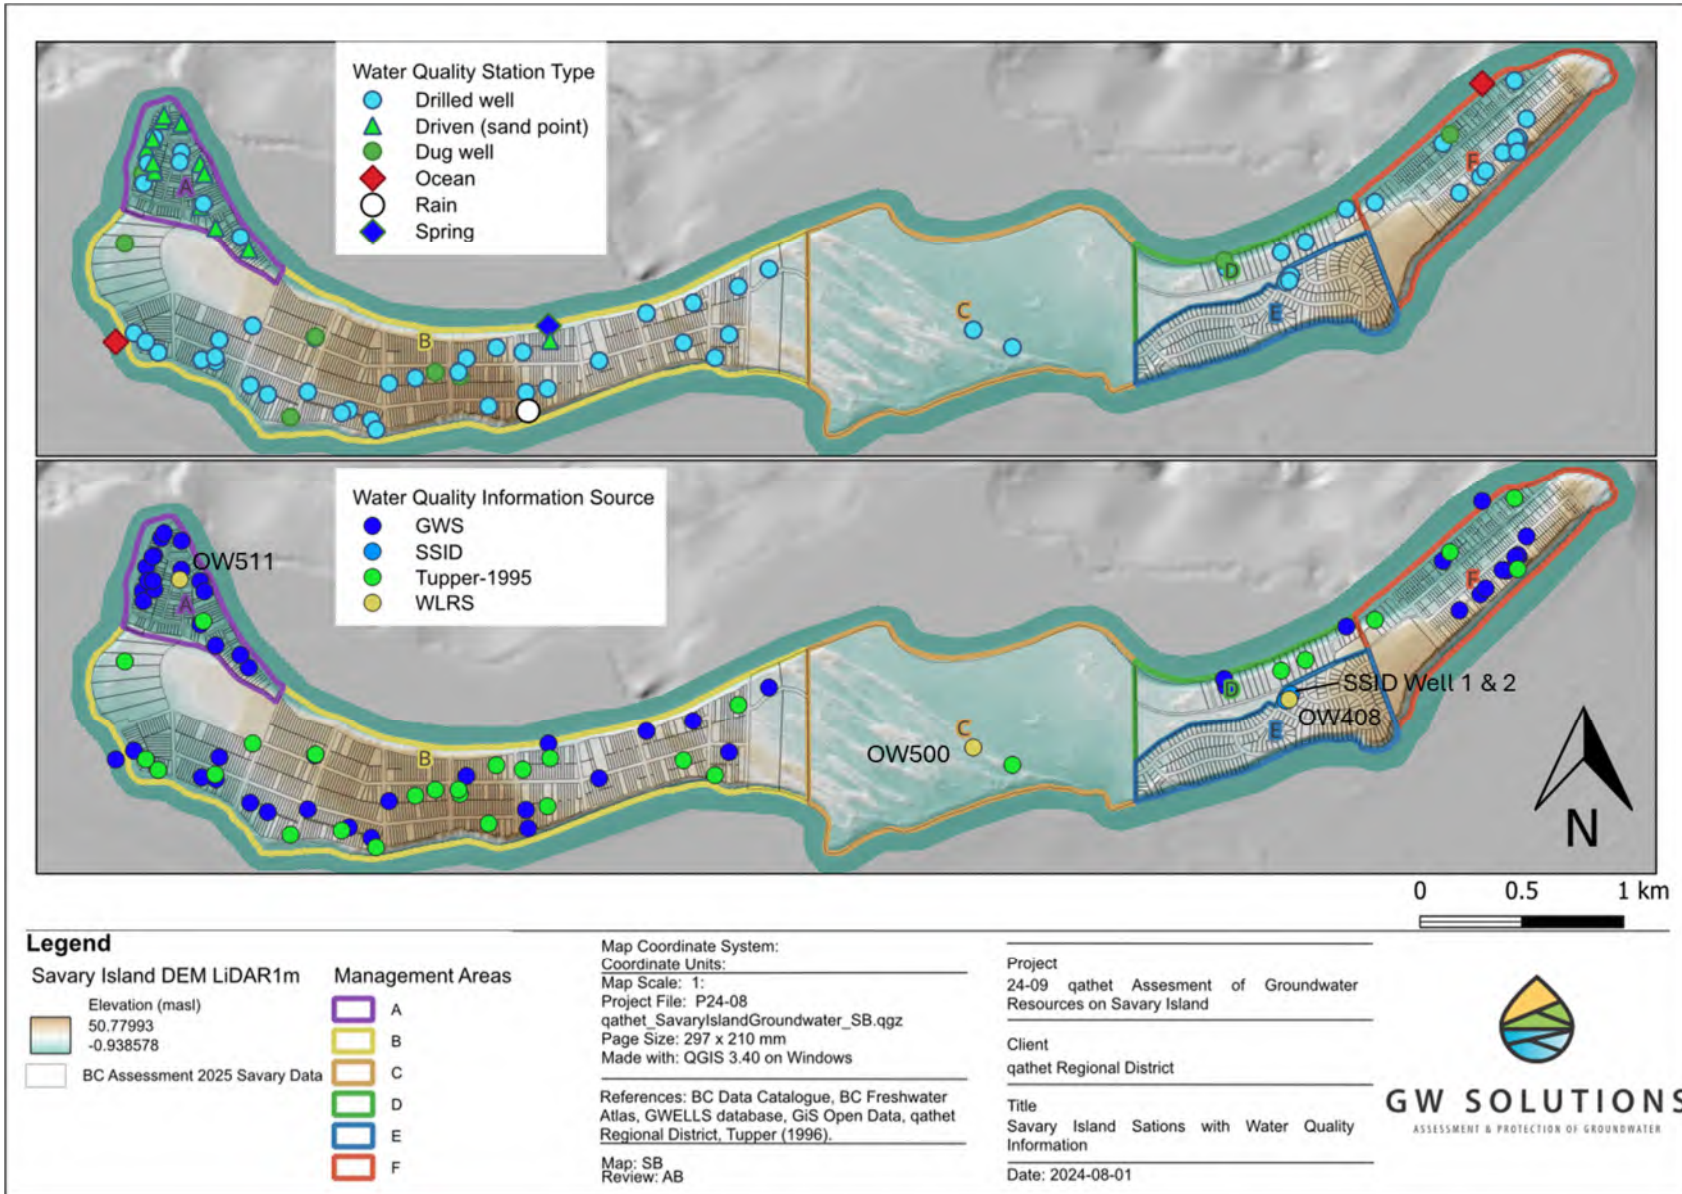 Water Quality Station Type
Drilled well
Driven (sand point)
Dug well
Ocean
Rain
Spring
A
B
C
D
E
F
Water Quality Information Source
GWS
SSID
Tupper-1995
WLRS
OW511
A
B
C
OW500
D
SSID Well 1 & 2
OW408
E
F
N
0 0.5 1 km
Legend
Savary Island DEM LiDAR1m
Elevation (masl)
50.77993
-0.938578
BC Assessment 2025 Savary Data
Management Areas
A
B
C
D
E
F
Map Coordinate System:
Coordinate Units:
Map Scale: 1:
Project File: P24-08
qathet_SavaryIslandGroundwater_SB.qgz
Page Size: 297 x 210 mm
Made with: QGIS 3.40 on Windows
References: BC Data Catalogue, BC Freshwater
Atlas, GWELLS database, GiS Open Data, qathet
Regional District, Tupper (1996).
Map: SB
Review: AB
Project
24-09 qathet Assesment of Groundwater
Resources on Savary Island
Client
qathet Regional District
Title
Savary Island Sations with Water Quality
Information
Date: 2024-08-01
GW SOLUTIONS
ASSESSMENT & PROTECTION OF GROUNDWATER